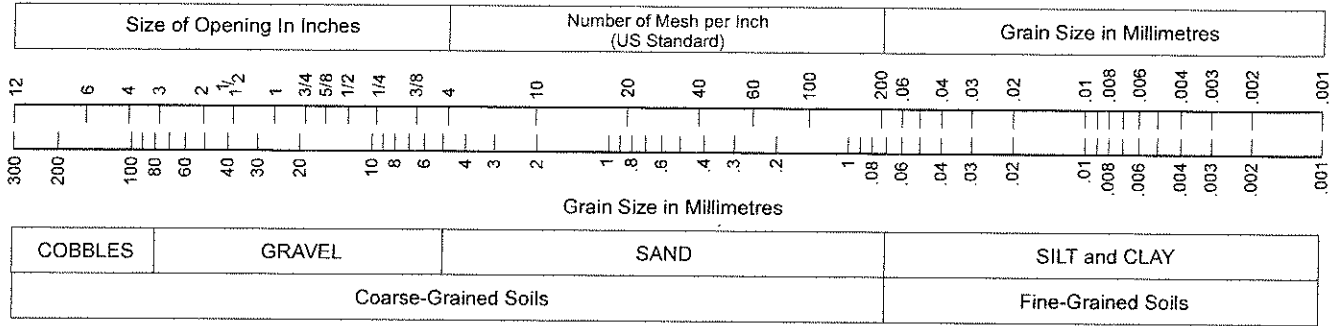 Size of Opening In Inches
Number of Mesh per Inch
(US Standard)
Grain Size in Millimetres
12 6 4 3 2 1 1/2 1 3/4 5/8 1/2 1/4 3/8 4 10 20 40 60 100 200 .06 .04 .03 .02 .01 .008 .006 .004 .003 .002 .001
300 200 100 80 60 40 30 20 10 8 6 4 3 2 1 .8 .6 .4 .3 .2 1 .08 .06 .04 .03 .02 .01 .008 .006 .004 .003 .002 .001
Grain Size in Millimetres
COBBLES GRAVEL SAND SILT and CLAY
Coarse-Grained Soils Fine-Grained Soils